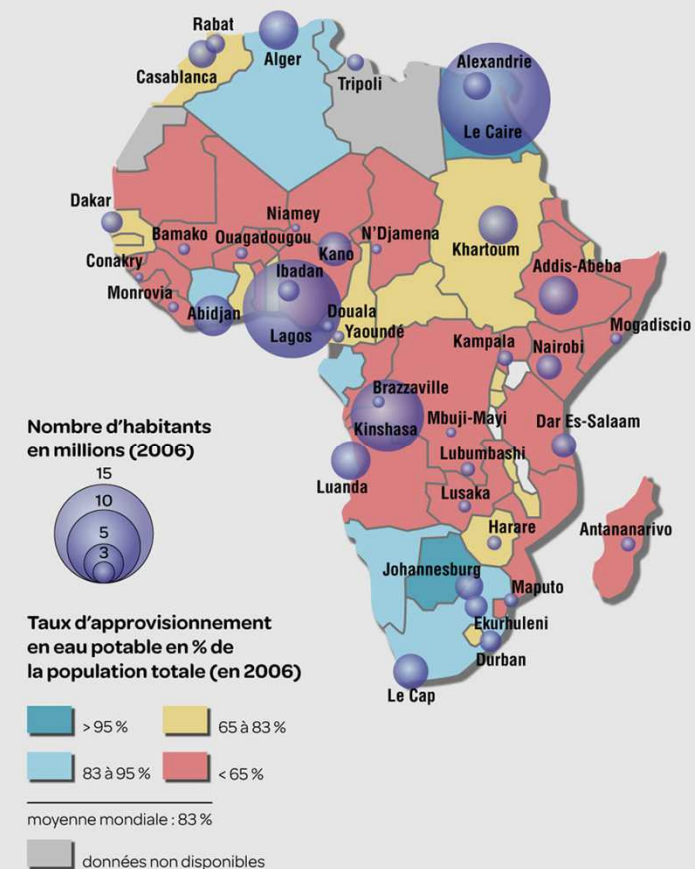 Rabat
Alger
Casablanca
Tripoli
Alexandrie
Le Caire
Dakar
Niamey
Bamako
Ouagadougou
N'Djamena
Kano
Khartoum
Conakry
Ibadan
Addis-Abeba
Monrovia
Abidjan
Douala
Lagos
Yaoundé
Mogadiscio
Kampala
Nairobi
Brazzaville
Kinshasa
Mbuji-Mayi
Dar Es-Salaam
Lubumbashi
Luanda
Lusaka
Harare
Antananarivo
Johannesburg
Maputo
Ekurhuleni
Durban
Le Cap
Nombre d'habitants
en millions (2006)
15
10
5
3
Taux d'approvisionnement
en eau potable en % de
la population totale (en 2006)
> 95 %
65 à 83 %
83 à 95 %
< 65 %
moyenne mondiale : 83 %
données non disponibles